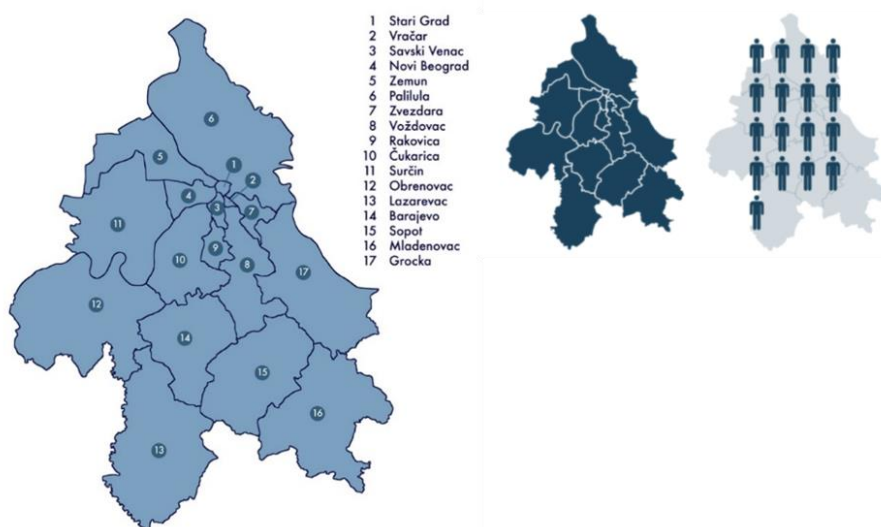 1 Stari Grad
2 Vračar
3 Savski Venac
4 Novi Beograd
5 Zemun
6 Palilula
7 Zvezdara
8 Voždovac
9 Rakovica
10 Čukarica
11 Surčin
12 Obrenovac
13 Lazarevac
14 Barajevo
15 Sopot
16 Mladenovac
17 Grocka
6
5
1
2
4
3
7
11
9
10
8
17
12
14
15
16
13